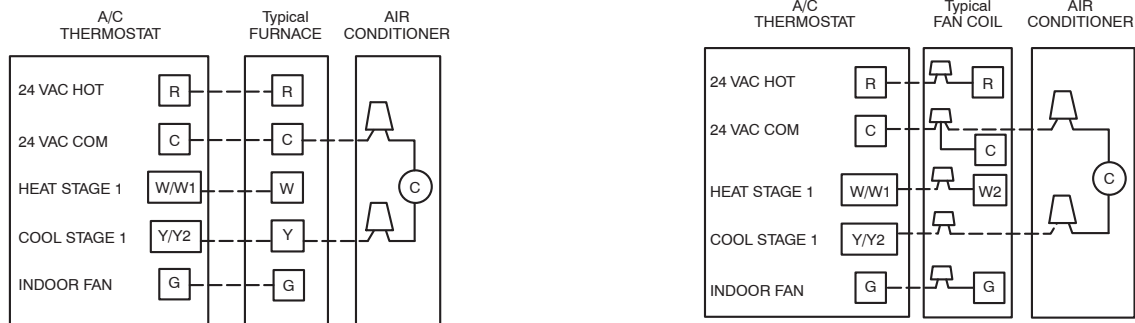 A/C THERMOSTAT
Typical FURNACE
AIR CONDITIONER
24 VAC HOT R R
24 VAC COM C C
HEAT STAGE 1 W/W1 W
C
COOL STAGE 1 Y/Y2 Y
INDOOR FAN G G
A/C THERMOSTAT
Typical FAN COIL
AIR CONDITIONER
24 VAC HOT R R
24 VAC COM C C
HEAT STAGE 1 W/W1 W2
C
COOL STAGE 1 Y/Y2
INDOOR FAN G G